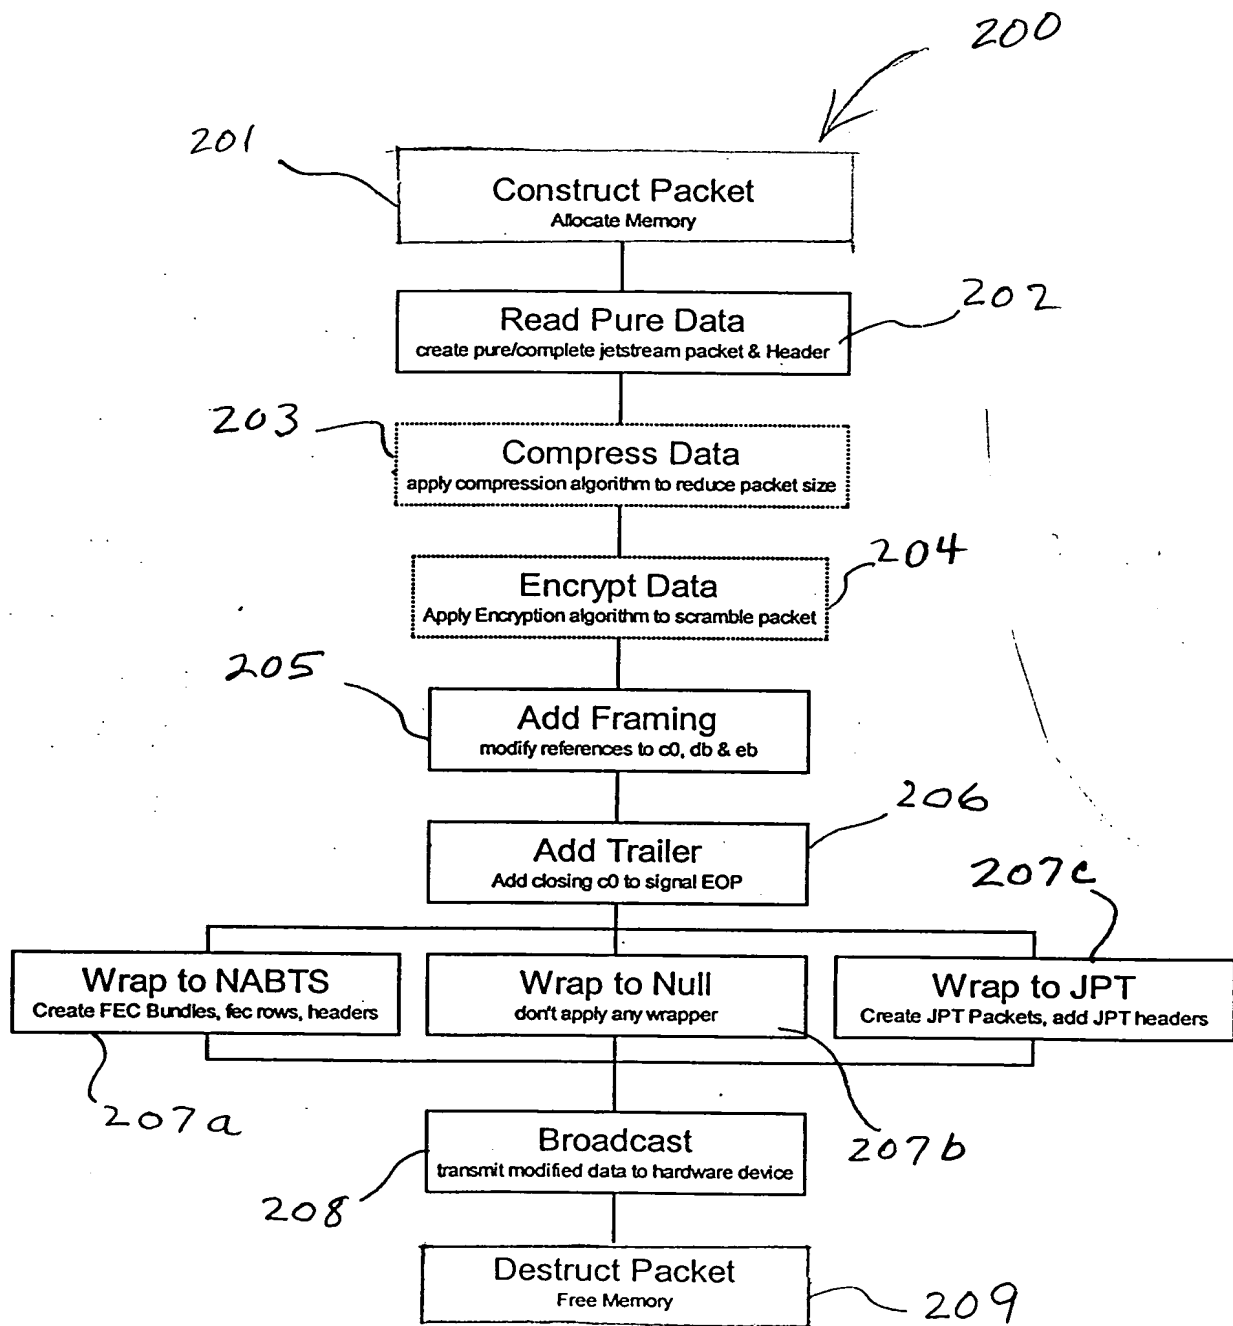 200
201
Construct Packet
Allocate Memory
202
Read Pure Data
create pure/complete jetstream packet & Header
203
Compress Data
apply compression algorithm to reduce packet size
204
Encrypt Data
Apply Encryption algorithm to scramble packet
205
Add Framing
modify references to c0, db & eb
206
Add Trailer
Add closing c0 to signal EOP
207c
Wrap to NABTS
Create FEC Bundles, fec rows, headers
Wrap to Null
don't apply any wrapper
Wrap to JPT
Create JPT Packets, add JPT headers
207a
207b
Broadcast
transmit modified data to hardware device
208
Destruct Packet
Free Memory
209